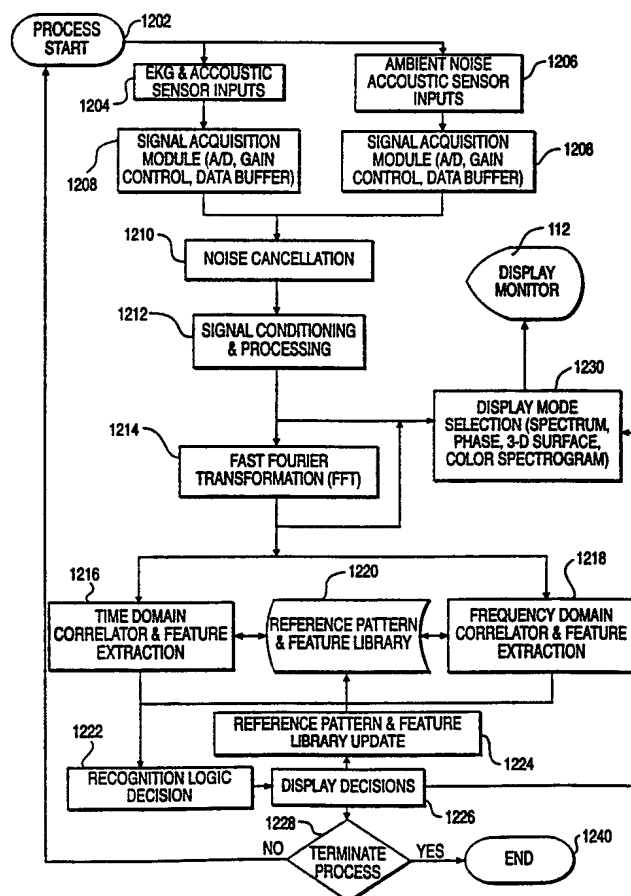 PROCESS
START
1202
EKG & ACCOUSTIC
SENSOR INPUTS
1204
AMBIENT NOISE
ACCOUSTIC SENSOR
INPUTS
1206
SIGNAL ACQUISITION
MODULE (A/D, GAIN
CONTROL, DATA BUFFER)
1208
SIGNAL ACQUISITION
MODULE (A/D, GAIN
CONTROL, DATA BUFFER)
1208
1210
NOISE CANCELLATION
112
DISPLAY
MONITOR
1212
SIGNAL CONDITIONING
& PROCESSING
1230
DISPLAY MODE
SELECTION (SPECTRUM,
PHASE, 3-D SURFACE,
COLOR SPECTROGRAM)
1214
FAST FOURIER
TRANSFORMATION (FFT)
1216
TIME DOMAIN
CORRELATOR & FEATURE
EXTRACTION
1220
REFERENCE PATTERN
& FEATURE LIBRARY
1218
FREQUENCY DOMAIN
CORRELATOR & FEATURE
EXTRACTION
REFERENCE PATTERN & FEATURE
LIBRARY UPDATE
1224
1222
RECOGNITION LOGIC
DECISION
DISPLAY DECISIONS
1226
1228
NO
TERMINATE
PROCESS
YES
END
1240